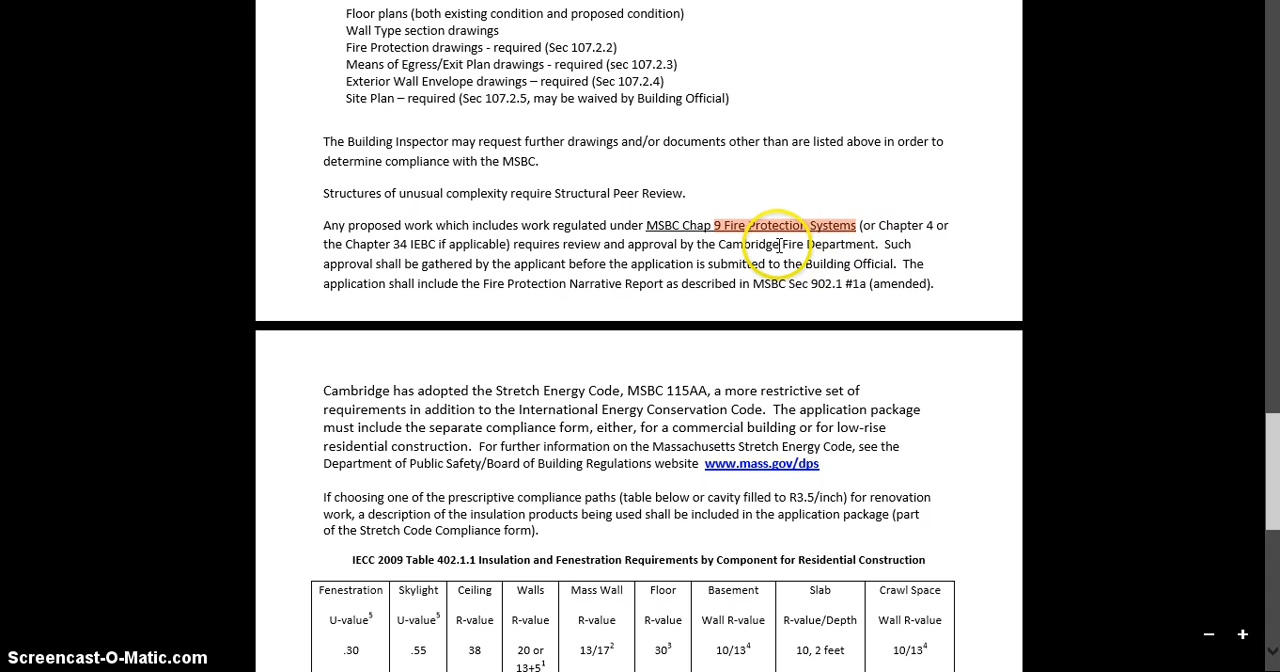 Floor plans (both existing condition and proposed condition)
Wall Type section drawings
Fire Protection drawings - required (Sec 107.2.2)
Means of Egress/Exit Plan drawings - required (sec 107.2.3)
Exterior Wall Envelope drawings – required (Sec 107.2.4)
Site Plan – required (Sec 107.2.5, may be waived by Building Official)
The Building Inspector may request further drawings and/or documents other than are listed above in order to
determine compliance with the MSBC.
Structures of unusual complexity require Structural Peer Review.
Any proposed work which includes work regulated under MSBC Chap 9 Fire Protection Systems (or Chapter 4 or
the Chapter 34 IEBC if applicable) requires review and approval by the Cambridge Fire Department. Such
approval shall be gathered by the applicant before the application is submitted to the Building Official. The
application shall include the Fire Protection Narrative Report as described in MSBC Sec 902.1 #1a (amended).
Cambridge has adopted the Stretch Energy Code, MSBC 115AA, a more restrictive set of
requirements in addition to the International Energy Conservation Code. The application package
must include the separate compliance form, either, for a commercial building or for low-rise
residential construction. For further information on the Massachusetts Stretch Energy Code, see the
Department of Public Safety/Board of Building Regulations website www.mass.gov/dps
If choosing one of the prescriptive compliance paths (table below or cavity filled to R3.5/inch) for renovation
work, a description of the insulation products being used shall be included in the application package (part
of the Stretch Code Compliance form).
IECC 2009 Table 402.1.1 Insulation and Fenestration Requirements by Component for Residential Construction
Fenestration Skylight Ceiling Walls Mass Wall Floor Basement Slab Crawl Space
U-value⁵ U-value⁵ R-value R-value R-value R-value Wall R-value R-value/Depth Wall R-value
.30 .55 38 20 or 13/17² 30³ 10/13⁴ 10, 2 feet 10/13⁴
13+5¹
Screencast-O-Matic.com